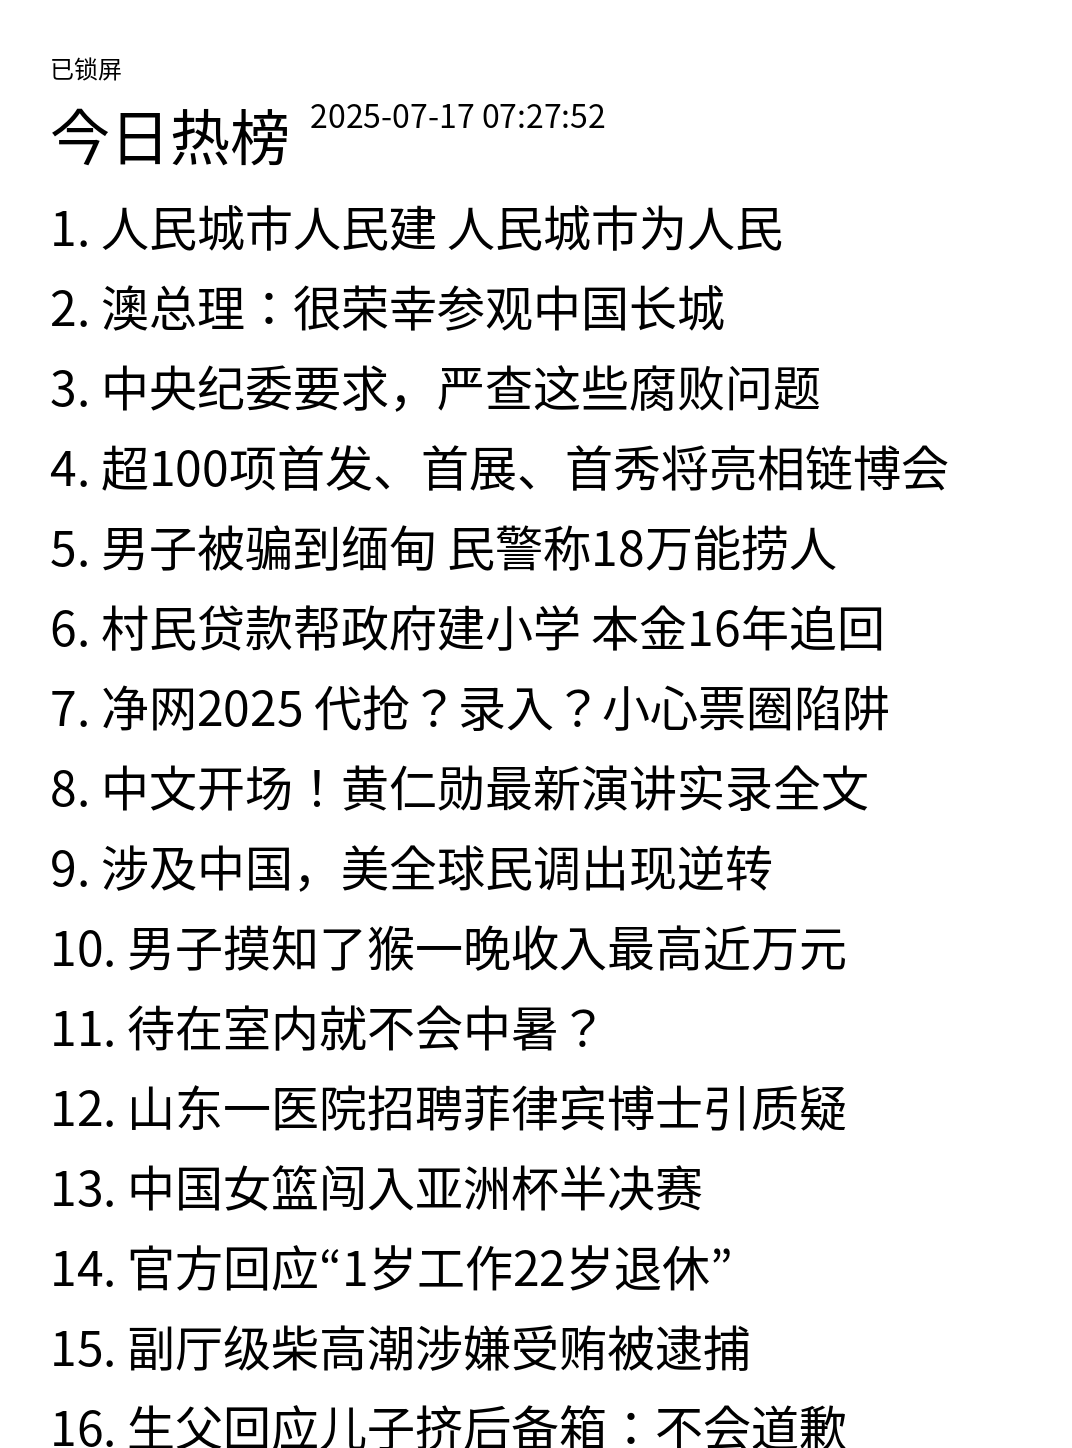 已锁屏
今日热榜 2025-07-17 07:27:52
1. 人民城市人民建 人民城市为人民
2. 澳总理：很荣幸参观中国长城
3. 中央纪委要求，严查这些腐败问题
4. 超100项首发、首展、首秀将亮相链博会
5. 男子被骗到缅甸 民警称18万能捞人
6. 村民贷款帮政府建小学 本金16年追回
7. 净网2025 代抢？录入？小心票圈陷阱
8. 中文开场！黄仁勋最新演讲实录全文
9. 涉及中国，美全球民调出现逆转
10. 男子摸知了猴一晚收入最高近万元
11. 待在室内就不会中暑？
12. 山东一医院招聘菲律宾博士引质疑
13. 中国女篮闯入亚洲杯半决赛
14. 官方回应“1岁工作22岁退休”
15. 副厅级柴高潮涉嫌受贿被逮捕
16. 生父回应儿子挤后备箱：不会道歉